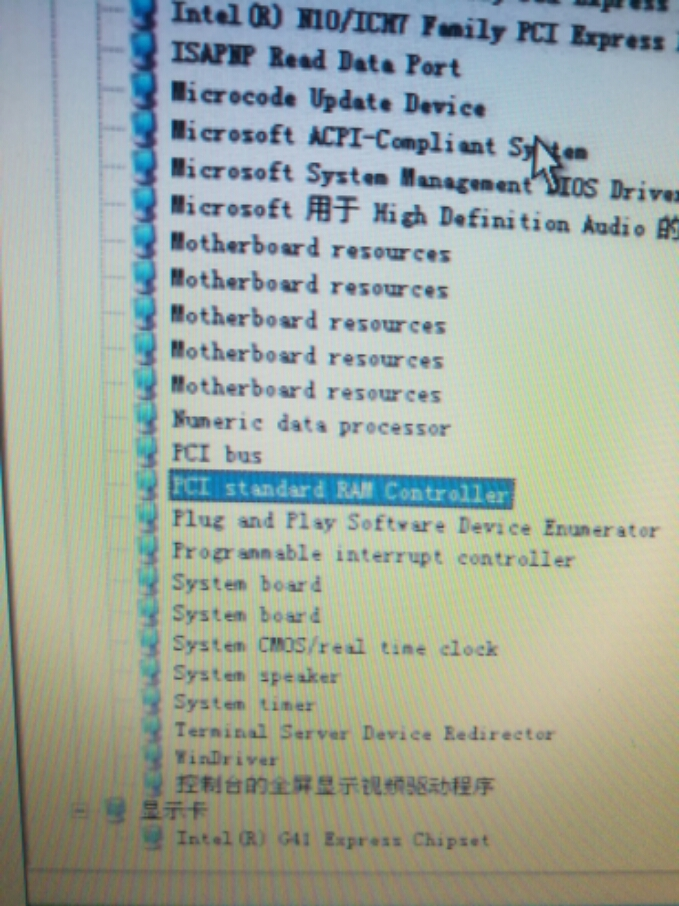 Express
Intel(R) N10/ICH7 Family PCI Express
ISAPNP Read Data Port
Microcode Update Device
Microsoft ACPI-Compliant System
Microsoft System Management BIOS Driver
Microsoft 用于 High Definition Audio 的
Motherboard resources
Motherboard resources
Motherboard resources
Motherboard resources
Motherboard resources
Numeric data processor
PCI bus
PCI standard RAM Controller
Plug and Play Software Device Enumerator
Programmable interrupt controller
System board
System board
System CMOS/real time clock
System speaker
System timer
Terminal Server Device Redirector
WinDriver
控制台的全屏显示视频驱动程序
显示卡
Intel(R) G41 Express Chipset